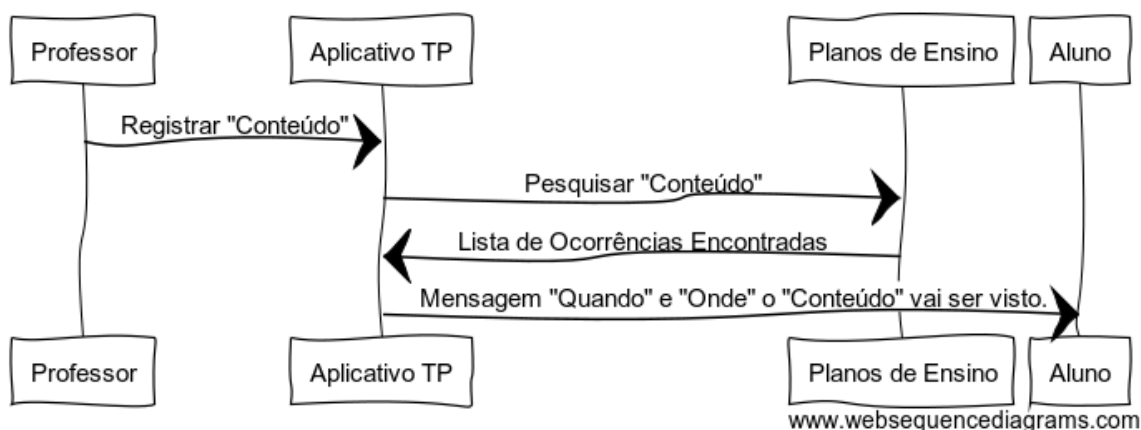 Professor
Aplicativo TP
Planos de Ensino
Aluno
Registrar "Conteúdo"
Pesquisar "Conteúdo"
Lista de Ocorrências Encontradas
Mensagem "Quando" e "Onde" o "Conteúdo" vai ser visto.
Professor
Aplicativo TP
Planos de Ensino
Aluno
www.websequencediagrams.com